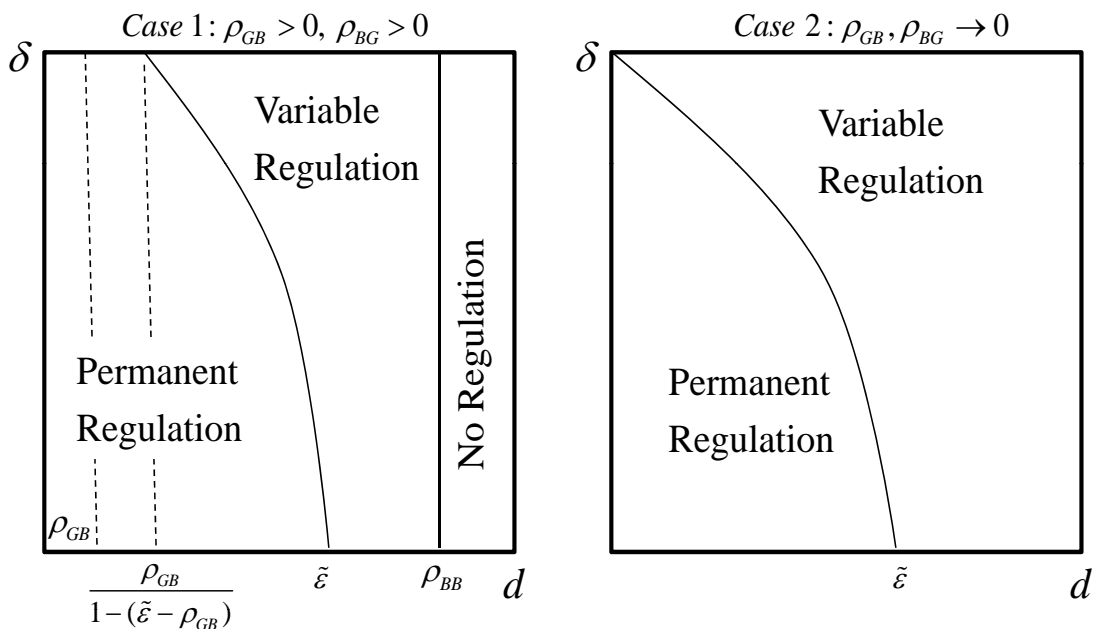 Case 1: ρ_GB > 0, ρ_BG > 0
δ
Variable
Regulation
No Regulation
Permanent
Regulation
ρ_GB
ρ_GB
1−(ε̃−ρ_GB)
ε̃
ρ_BB
d
Case 2: ρ_GB, ρ_BG → 0
δ
Variable
Regulation
Permanent
Regulation
ε̃
d